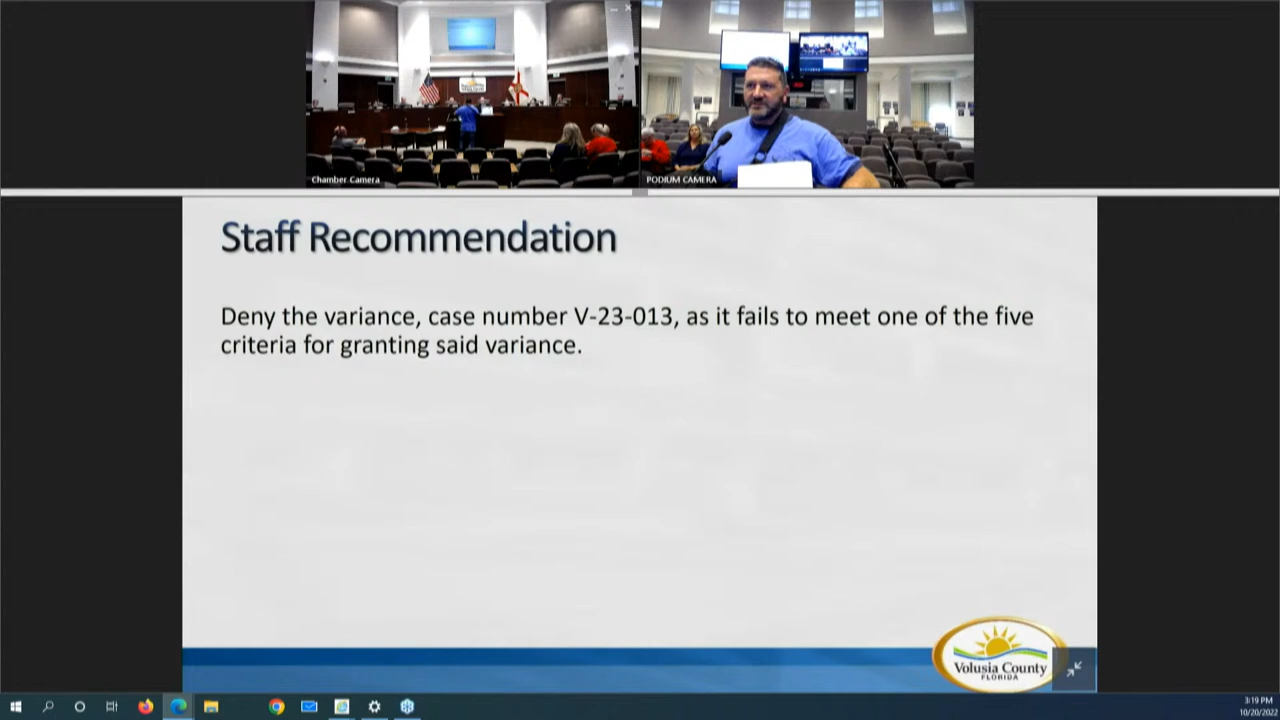 Chamber Camera
PODIUM CAMERA
Staff Recommendation
Deny the variance, case number V-23-013, as it fails to meet one of the five
criteria for granting said variance.
Volusia County
FLORIDA
3:19 PM
10/20/2022